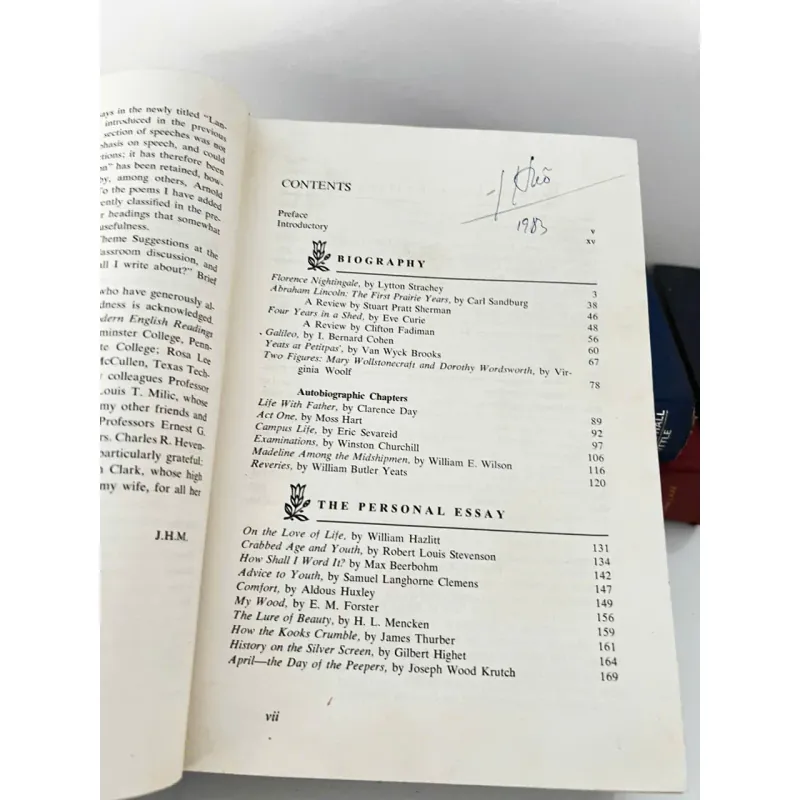 ays in the newly titled “Lan-
introduced in the previous
section of speeches was not
phasis on speech, and could
tions; it has therefore been
on” has been retained, how-
by, among others, Arnold
To the poems I have added
ently classified in the pre-
r headings that somewhat
usefulness.
Theme Suggestions at the
lassroom discussion, and
ll I write about?” Brief
who have generously al-
dness is acknowledged.
dern English Readings
minster College, Penn-
te College; Rosa Lee
McCullen, Texas Tech-
colleagues Professor
Louis T. Milic, whose
my other friends and
Professors Ernest G.
rs. Charles R. Heven-
particularly grateful:
n Clark, whose high
my wife, for all her
J.H.M.
1983
CONTENTS
Preface v
Introductory xv
BIOGRAPHY
Florence Nightingale, by Lytton Strachey 3
Abraham Lincoln: The First Prairie Years, by Carl Sandburg 38
A Review by Stuart Pratt Sherman 46
Four Years in a Shed, by Eve Curie 48
A Review by Clifton Fadiman 56
Galileo, by I. Bernard Cohen 60
Yeats at Petitpas’, by Van Wyck Brooks 67
Two Figures: Mary Wollstonecraft and Dorothy Wordsworth, by Vir-
ginia Woolf 78
Autobiographic Chapters
Life With Father, by Clarence Day 89
Act One, by Moss Hart 92
Campus Life, by Eric Sevareid 97
Examinations, by Winston Churchill 106
Madeline Among the Midshipmen, by William E. Wilson 116
Reveries, by William Butler Yeats 120
THE PERSONAL ESSAY
On the Love of Life, by William Hazlitt 131
Crabbed Age and Youth, by Robert Louis Stevenson 134
How Shall I Word It? by Max Beerbohm 142
Advice to Youth, by Samuel Langhorne Clemens 147
Comfort, by Aldous Huxley 149
My Wood, by E. M. Forster 156
The Lure of Beauty, by H. L. Mencken 159
How the Kooks Crumble, by James Thurber 161
History on the Silver Screen, by Gilbert Highet 164
April—the Day of the Peepers, by Joseph Wood Krutch 169
vii